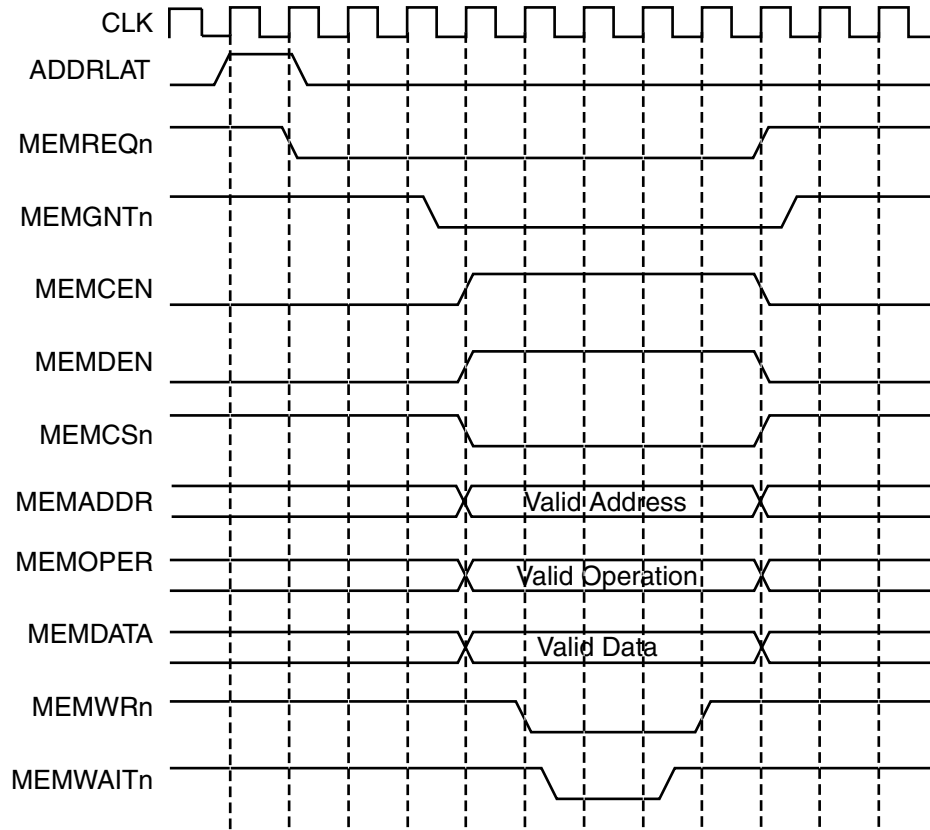 CLK
ADDRLAT
MEMREQn
MEMGNTn
MEMCEN
MEMDEN
MEMCSn
MEMADDR
Valid Address
MEMOPER
Valid Operation
MEMDATA
Valid Data
MEMWRn
MEMWAITn